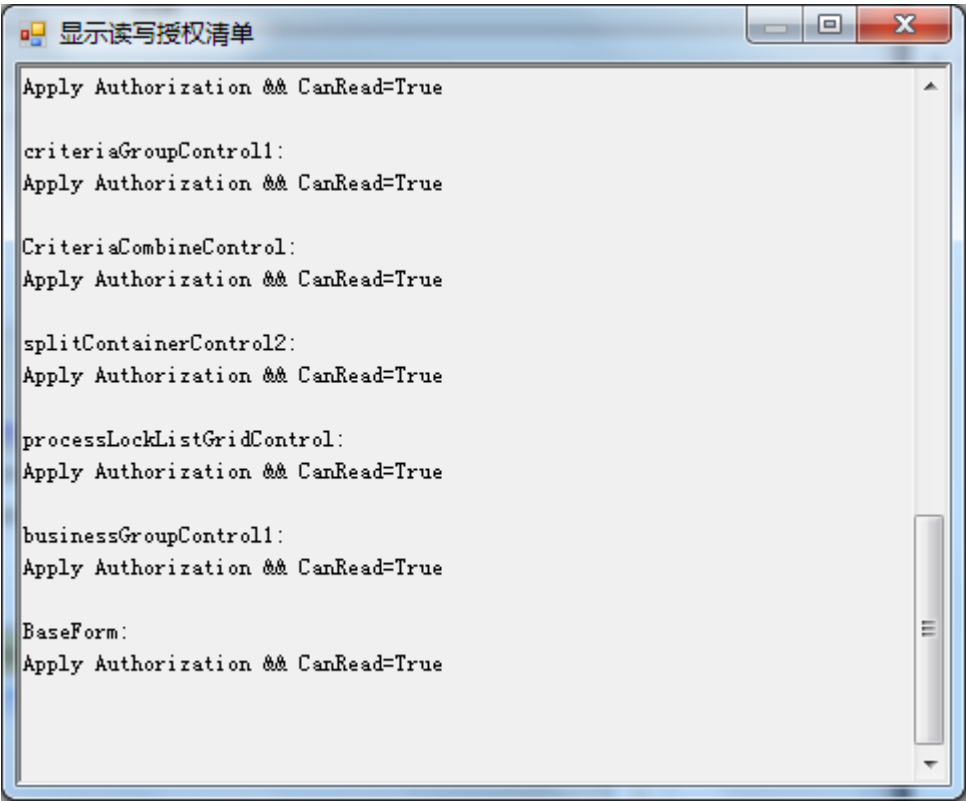 显示读写授权清单
Apply Authorization && CanRead=True
criteriaGroupControl1:
Apply Authorization && CanRead=True
CriteriaCombineControl:
Apply Authorization && CanRead=True
splitContainerControl2:
Apply Authorization && CanRead=True
processLockListGridControl:
Apply Authorization && CanRead=True
businessGroupControl1:
Apply Authorization && CanRead=True
BaseForm:
Apply Authorization && CanRead=True